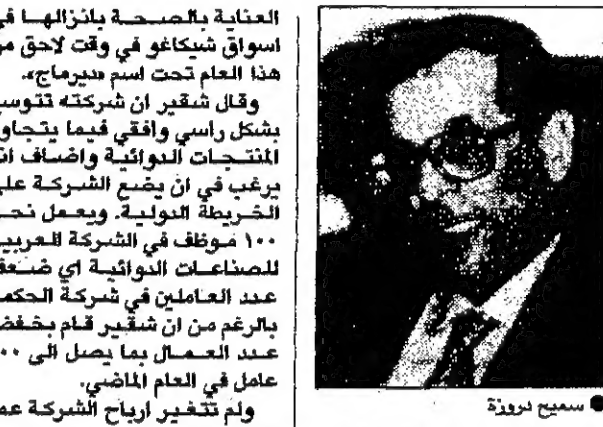 العناية بالصحة بانزالها في
اسواق شيكاغو في وقت لاحق من
هذا العام تحت اسم «ديرماج».
وقال شقير ان شركته تتوسع
بشكل راسي وافقي فيما يتجاوز
المنتجات الدوائية واضاف انه
يرغب في ان يضع الشركة على
الخريطة الدولية. ويعمل نحو
١٠٠ موظف في الشركة العربية
للصناعات الدوائية اي ضعف
عدد العاملين في شركة الحكمة
بالرغم من ان شقير قام بخفض
عدد العمال بما يصل الى ٠٠
عامل في العام الماضي.
ولم تتغير ارباح الشركة عما
● سميح دروزة